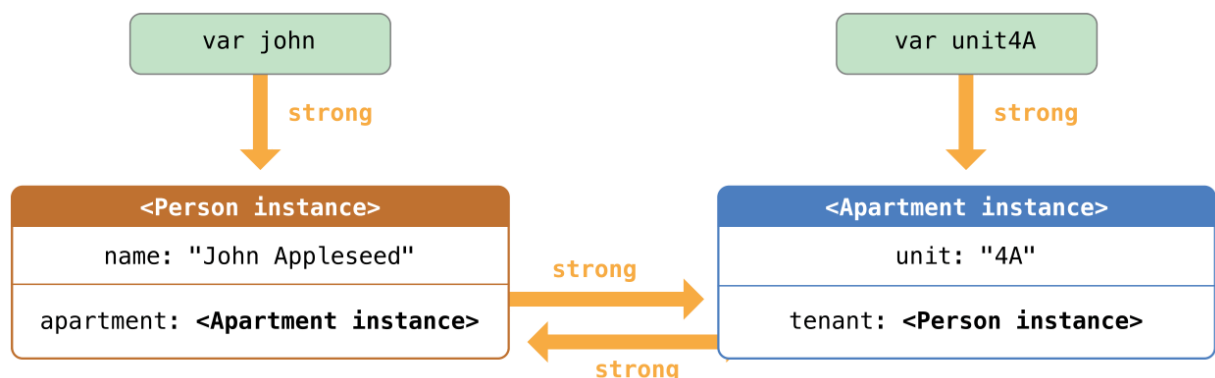 var john
var unit4A
strong
strong
<Person instance>
<Apartment instance>
name: "John Appleseed"
unit: "4A"
strong
apartment: <Apartment instance>
tenant: <Person instance>
strong